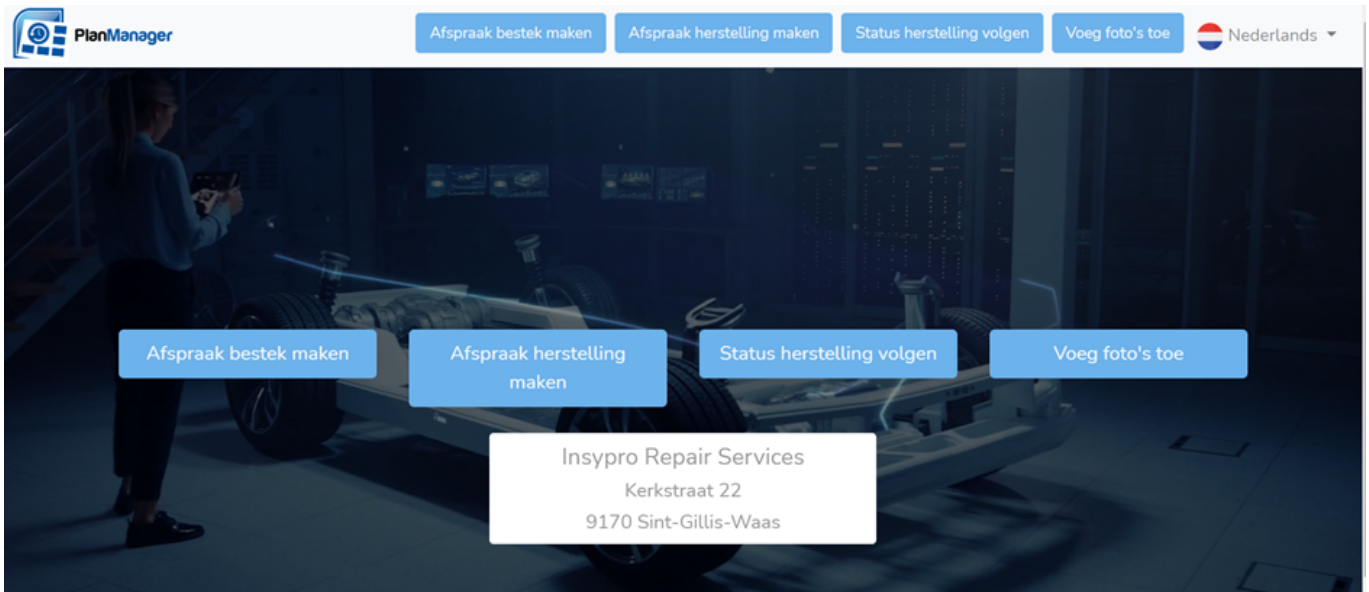 PlanManager
Afspraak bestek maken
Afspraak herstelling maken
Status herstelling volgen
Voeg foto's toe
Nederlands
Afspraak bestek maken
Afspraak herstelling
maken
Status herstelling volgen
Voeg foto's toe
Insypro Repair Services
Kerkstraat 22
9170 Sint-Gillis-Waas